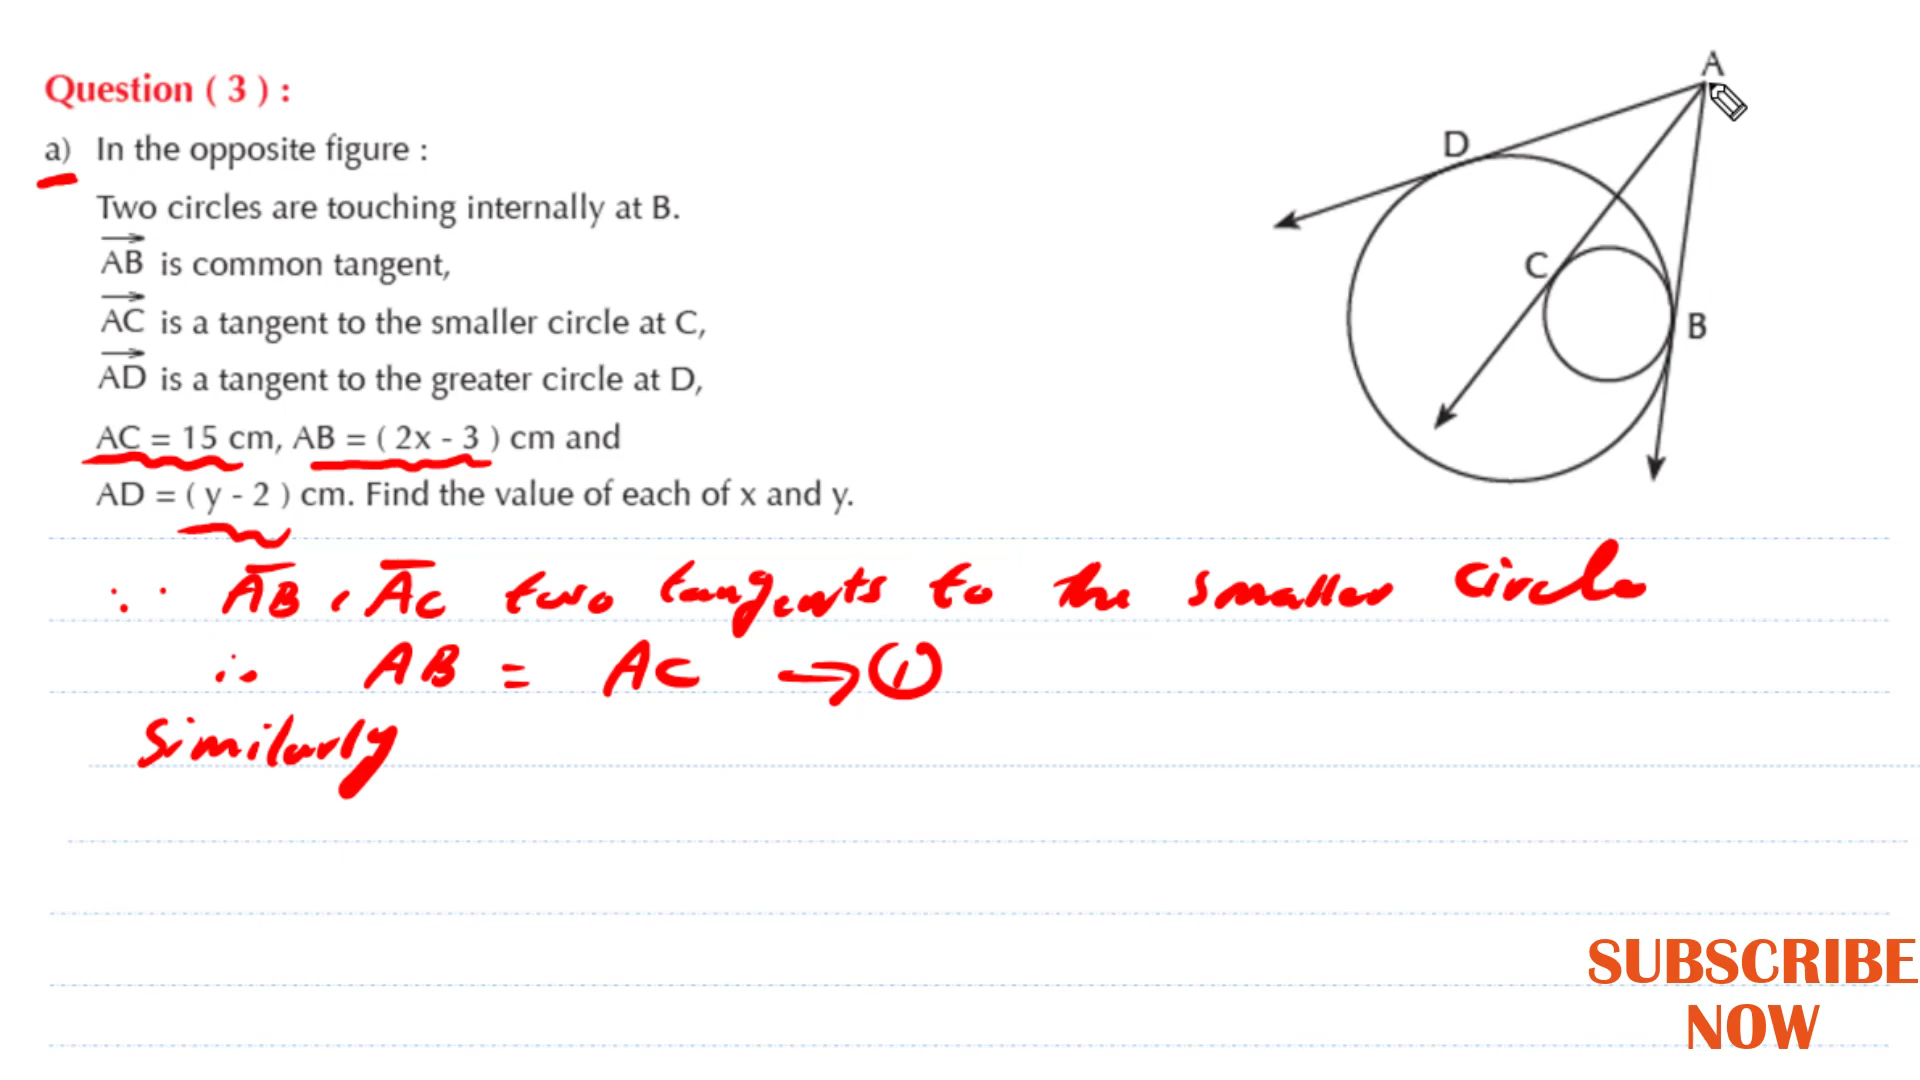 Question ( 3 ) :
a) In the opposite figure :
Two circles are touching internally at B.
AB is common tangent,
AC is a tangent to the smaller circle at C,
AD is a tangent to the greater circle at D,
AC = 15 cm, AB = ( 2x - 3 ) cm and
AD = ( y - 2 ) cm. Find the value of each of x and y.
A
D
C
B
∵ AB , AC two tangents to the smaller circle
∴ AB = AC → ①
Similarly
SUBSCRIBE
NOW